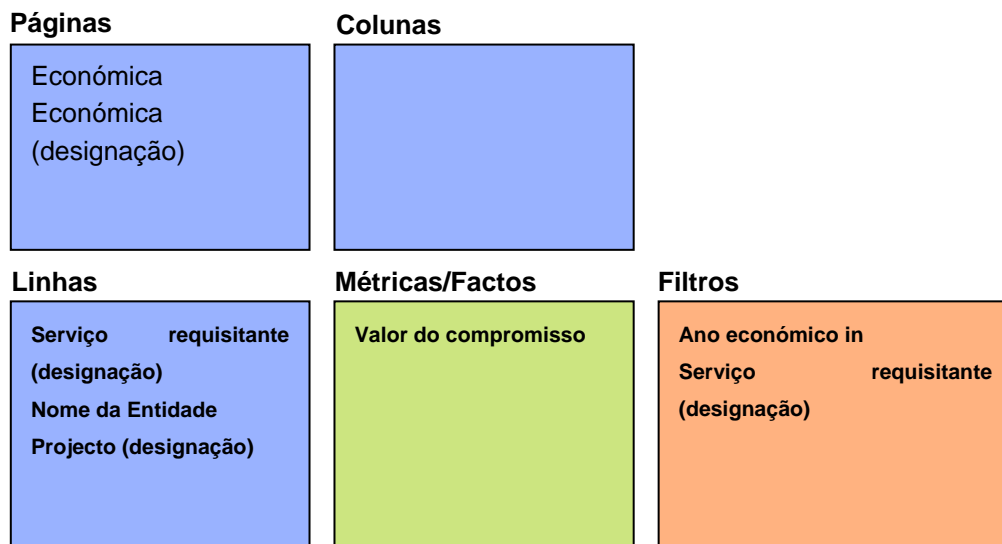 Páginas
Colunas
Económica
Económica
(designação)
Linhas
Métricas/Factos
Filtros
Serviço requisitante
(designação)
Nome da Entidade
Projecto (designação)
Valor do compromisso
Ano económico in
Serviço requisitante
(designação)